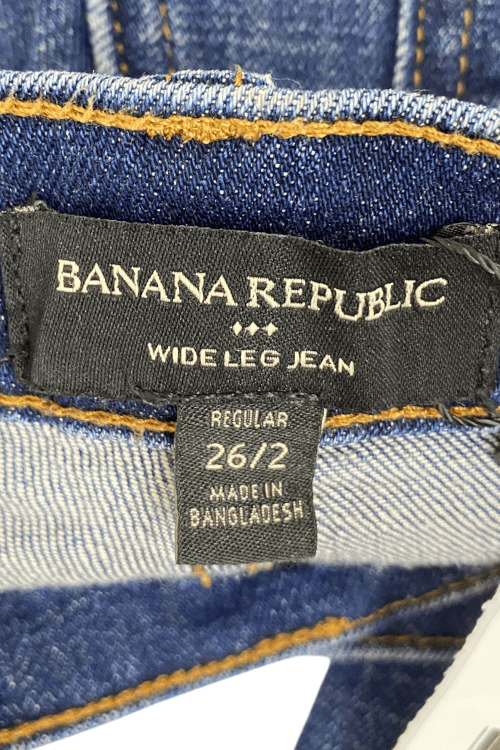 BANANA REPUBLIC
WIDE LEG JEAN
REGULAR
26/2
MADE IN
BANGLADESH